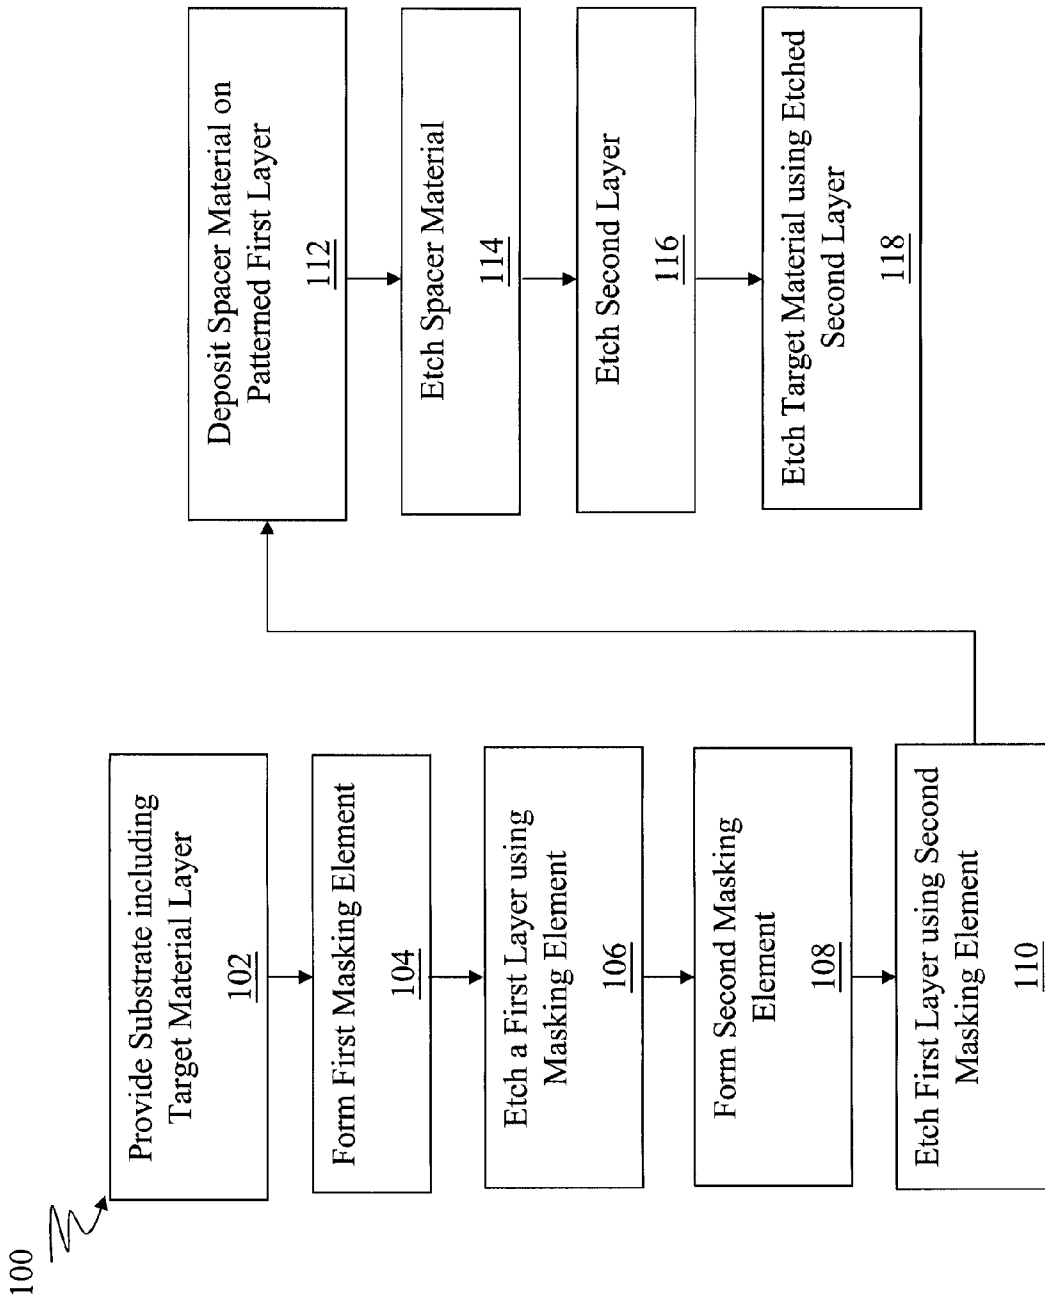 100
Provide Substrate including
Target Material Layer
102
Form First Masking Element
104
Etch a First Layer using
Masking Element
106
Form Second Masking
Element
108
Etch First Layer using Second
Masking Element
110
Deposit Spacer Material on
Patterned First Layer
112
Etch Spacer Material
114
Etch Second Layer
116
Etch Target Material using Etched
Second Layer
118